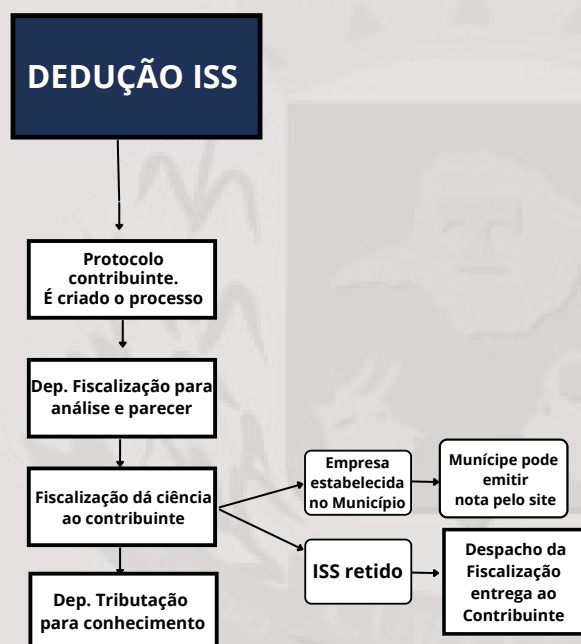 DEDUÇÃO ISS
Protocolo
contribuinte.
É criado o processo
Dep. Fiscalização para
análise e parecer
Fiscalização dá ciência
ao contribuinte
Empresa
estabelecida
no Município
Munícipe pode
emitir
nota pelo site
ISS retido
Despacho da
Fiscalização
entrega ao
Contribuinte
Dep. Tributação
para conhecimento